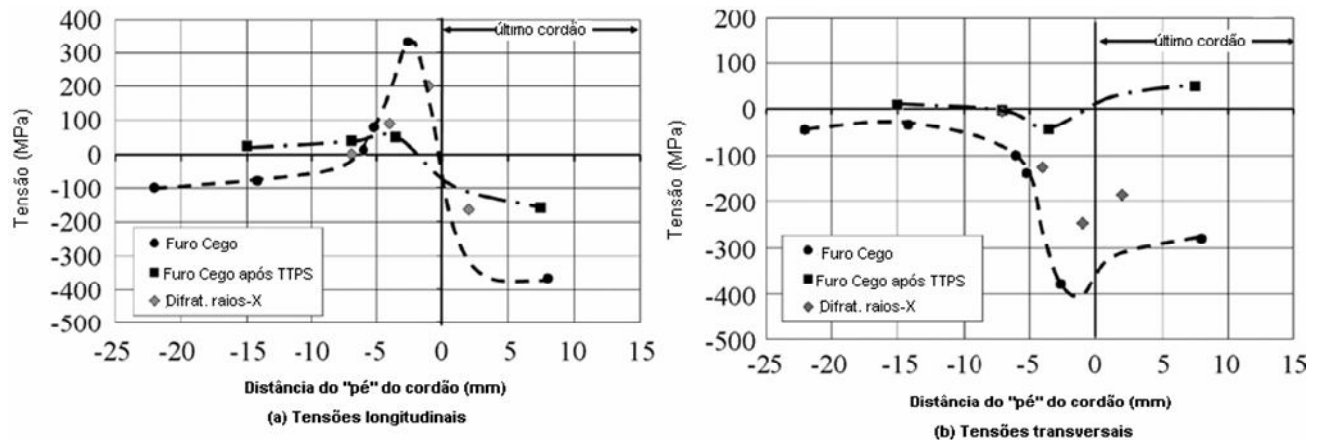 400
300
200
100
0
-100
-200
-300
-400
-500
Tensão (MPa)
último cordão
Furo Cego
Furo Cego após TTPS
Difrat. raios-X
-25 -20 -15 -10 -5 0 5 10 15
Distância do "pé" do cordão (mm)
(a) Tensões longitudinais
200
100
0
-100
-200
-300
-400
-500
Tensão (MPa)
último cordão
Furo Cego
Furo Cego após TTPS
Difrat. raios-X
-25 -20 -15 -10 -5 0 5 10 15
Distância do "pé" do cordão (mm)
(b) Tensões transversais